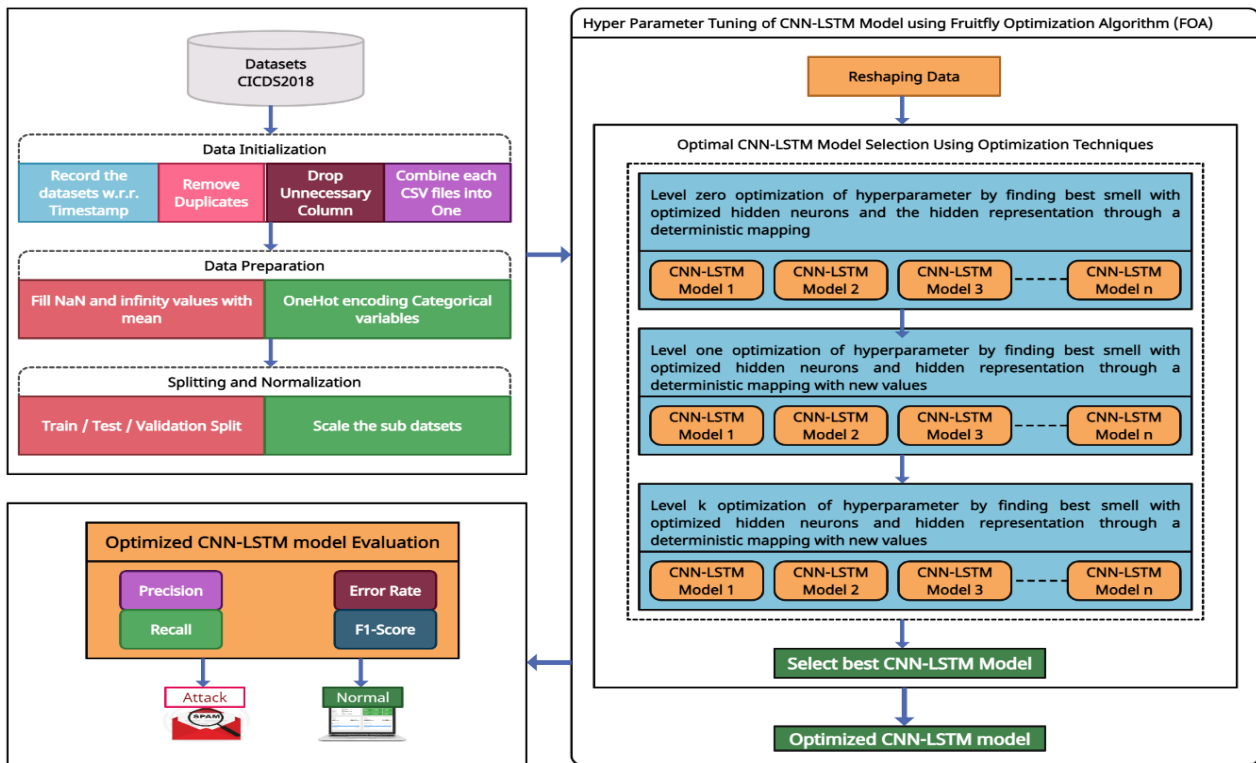 Datasets
CICDS2018
Data Initialization
Record the
datasets w.r.r.
Timestamp
Remove
Duplicates
Drop
Unnecessary
Column
Combine each
CSV files into
One
Data Preparation
Fill NaN and infinity values with
mean
OneHot encoding Categorical
variables
Splitting and Normalization
Train / Test / Validation Split
Scale the sub datsets
Hyper Parameter Tuning of CNN-LSTM Model using Fruitfly Optimization Algorithm (FOA)
Reshaping Data
Optimal CNN-LSTM Model Selection Using Optimization Techniques
Level zero optimization of hyperparameter by finding best smell with
optimized hidden neurons and the hidden representation through a
deterministic mapping
CNN-LSTM
Model 1
CNN-LSTM
Model 2
CNN-LSTM
Model 3
CNN-LSTM
Model n
Level one optimization of hyperparameter by finding best smell with
optimized hidden neurons and hidden representation through a
deterministic mapping with new values
CNN-LSTM
Model 1
CNN-LSTM
Model 2
CNN-LSTM
Model 3
CNN-LSTM
Model n
Level k optimization of hyperparameter by finding best smell with
optimized hidden neurons and hidden representation through a
deterministic mapping with new values
CNN-LSTM
Model 1
CNN-LSTM
Model 2
CNN-LSTM
Model 3
CNN-LSTM
Model n
Select best CNN-LSTM Model
Optimized CNN-LSTM model
Optimized CNN-LSTM model Evaluation
Precision
Error Rate
Recall
F1-Score
Attack
Normal
SPAM